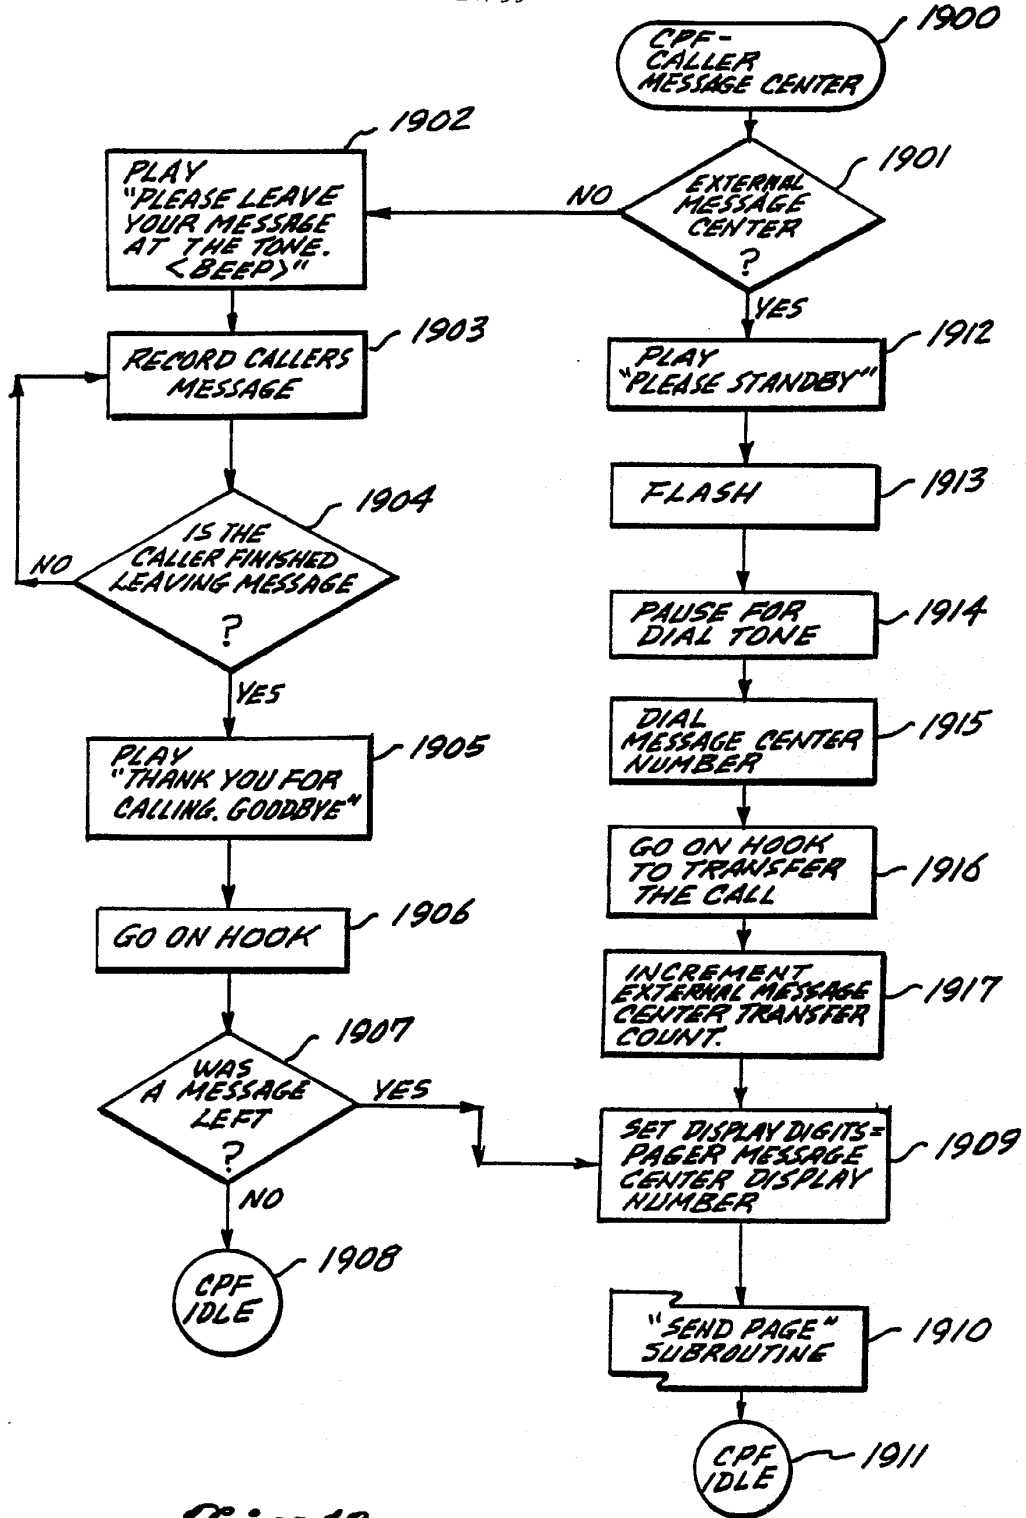 1900
CPF-
CALLER
MESSAGE CENTER
1901
EXTERNAL
MESSAGE
CENTER
?
NO
YES
1902
PLAY
"PLEASE LEAVE
YOUR MESSAGE
AT THE TONE.
<BEEP>"
1903
RECORD CALLERS
MESSAGE
1904
IS THE
CALLER FINISHED
LEAVING MESSAGE
?
NO
YES
1905
PLAY
"THANK YOU FOR
CALLING. GOODBYE"
1906
GO ON HOOK
1907
WAS
A MESSAGE
LEFT
?
YES
NO
1908
CPF
IDLE
1912
PLAY
"PLEASE STANDBY"
1913
FLASH
1914
PAUSE FOR
DIAL TONE
1915
DIAL
MESSAGE CENTER
NUMBER
1916
GO ON HOOK
TO TRANSFER
THE CALL
1917
INCREMENT
EXTERNAL MESSAGE
CENTER TRANSFER
COUNT.
1909
SET DISPLAY DIGITS=
PAGER MESSAGE
CENTER DISPLAY
NUMBER
1910
"SEND PAGE"
SUBROUTINE
1911
CPF
IDLE